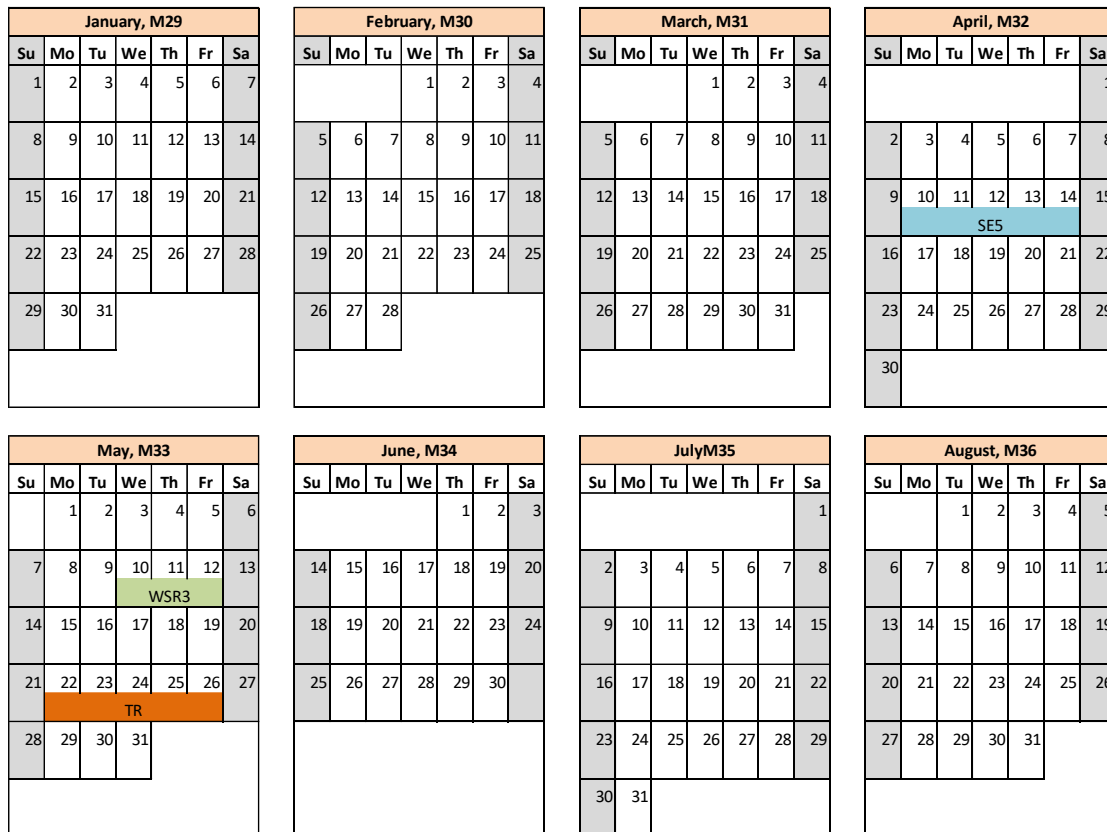 January, M29
Su Mo Tu We Th Fr Sa
1 2 3 4 5 6 7
8 9 10 11 12 13 14
15 16 17 18 19 20 21
22 23 24 25 26 27 28
29 30 31
February, M30
Su Mo Tu We Th Fr Sa
1 2 3 4
5 6 7 8 9 10 11
12 13 14 15 16 17 18
19 20 21 22 23 24 25
26 27 28
March, M31
Su Mo Tu We Th Fr Sa
1 2 3 4
5 6 7 8 9 10 11
12 13 14 15 16 17 18
19 20 21 22 23 24 25
26 27 28 29 30 31
April, M32
Su Mo Tu We Th Fr Sa
1
2 3 4 5 6 7 8
9 10 11 12 13 14 15
SE5
16 17 18 19 20 21 22
23 24 25 26 27 28 29
30
May, M33
Su Mo Tu We Th Fr Sa
1 2 3 4 5 6
7 8 9 10 11 12 13
WSR3
14 15 16 17 18 19 20
21 22 23 24 25 26 27
TR
28 29 30 31
June, M34
Su Mo Tu We Th Fr Sa
1 2 3
14 15 16 17 18 19 20
18 19 20 21 22 23 24
25 26 27 28 29 30
JulyM35
Su Mo Tu We Th Fr Sa
1
2 3 4 5 6 7 8
9 10 11 12 13 14 15
16 17 18 19 20 21 22
23 24 25 26 27 28 29
30 31
August, M36
Su Mo Tu We Th Fr Sa
1 2 3 4 5
6 7 8 9 10 11 12
13 14 15 16 17 18 19
20 21 22 23 24 25 26
27 28 29 30 31